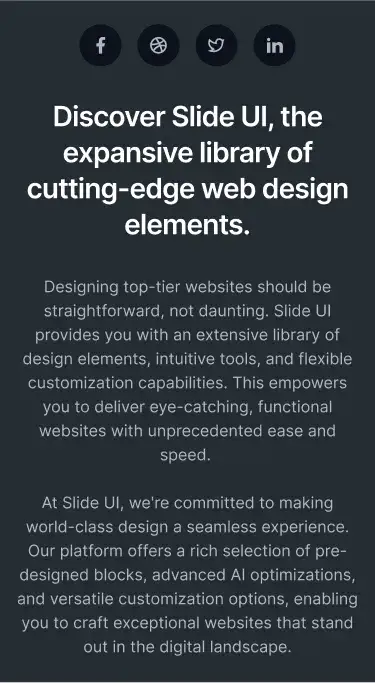 Discover Slide UI, the
expansive library of
cutting-edge web design
elements.
Designing top-tier websites should be
straightforward, not daunting. Slide UI
provides you with an extensive library of
design elements, intuitive tools, and flexible
customization capabilities. This empowers
you to deliver eye-catching, functional
websites with unprecedented ease and
speed.
At Slide UI, we're committed to making
world-class design a seamless experience.
Our platform offers a rich selection of pre-
designed blocks, advanced AI optimizations,
and versatile customization options, enabling
you to craft exceptional websites that stand
out in the digital landscape.